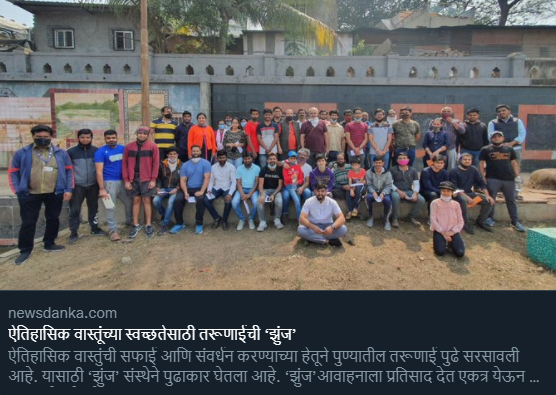 newsdanka.com
ऐतिहासिक वास्तूंच्या स्वच्छतेसाठी तरूणाईची ‘झुंज’
ऐतिहासिक वास्तुंची सफाई आणि संवर्धन करण्याच्या हेतूने पुण्यातील तरूणाई पुढे सरसावली
आहे. यासाठी ‘झुंज’ संस्थेने पुढाकार घेतला आहे. ‘झुंज’आवाहनाला प्रतिसाद देत एकत्र येऊन ...